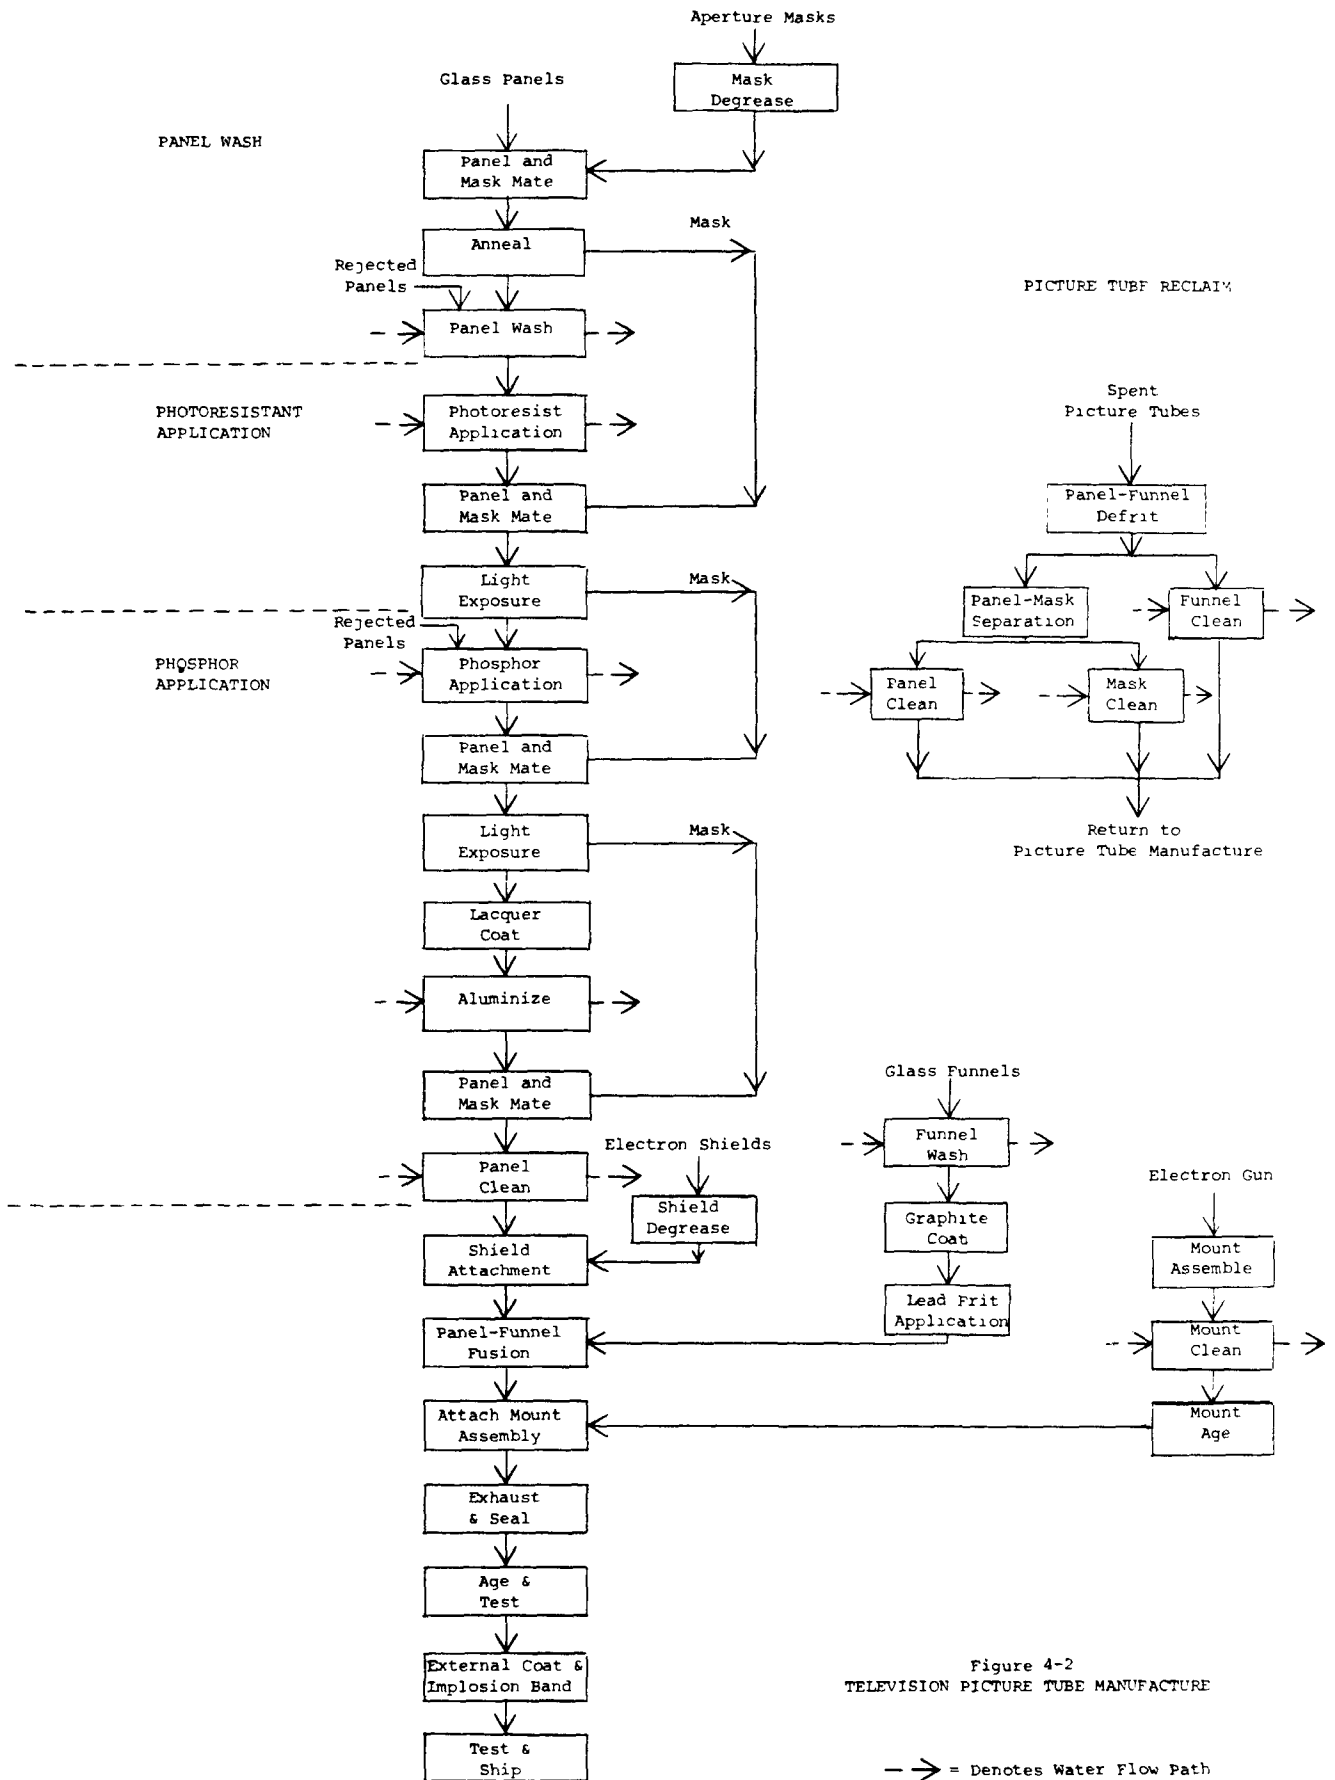 Aperture Masks
Mask
Degrease
Glass Panels
PANEL WASH
Panel and
Mask Mate
Anneal
Mask
Rejected
Panels
Panel Wash
PHOTORESISTANT
APPLICATION
Photoresist
Application
Panel and
Mask Mate
Light
Exposure
Mask
Rejected
Panels
PHOSPHOR
APPLICATION
Phosphor
Application
Panel and
Mask Mate
Light
Exposure
Mask
Lacquer
Coat
Aluminize
Panel and
Mask Mate
Panel
Clean
Electron Shields
Shield
Degrease
Shield
Attachment
Panel-Funnel
Fusion
Attach Mount
Assembly
Exhaust
& Seal
Age &
Test
External Coat &
Implosion Band
Test &
Ship
PICTURE TUBE RECLAIM
Spent
Picture Tubes
Panel-Funnel
Defrit
Panel-Mask
Separation
Funnel
Clean
Panel
Clean
Mask
Clean
Return to
Picture Tube Manufacture
Glass Funnels
Funnel
Wash
Graphite
Coat
Lead Frit
Application
Electron Gun
Mount
Assemble
Mount
Clean
Mount
Age
Figure 4-2
TELEVISION PICTURE TUBE MANUFACTURE
= Denotes Water Flow Path